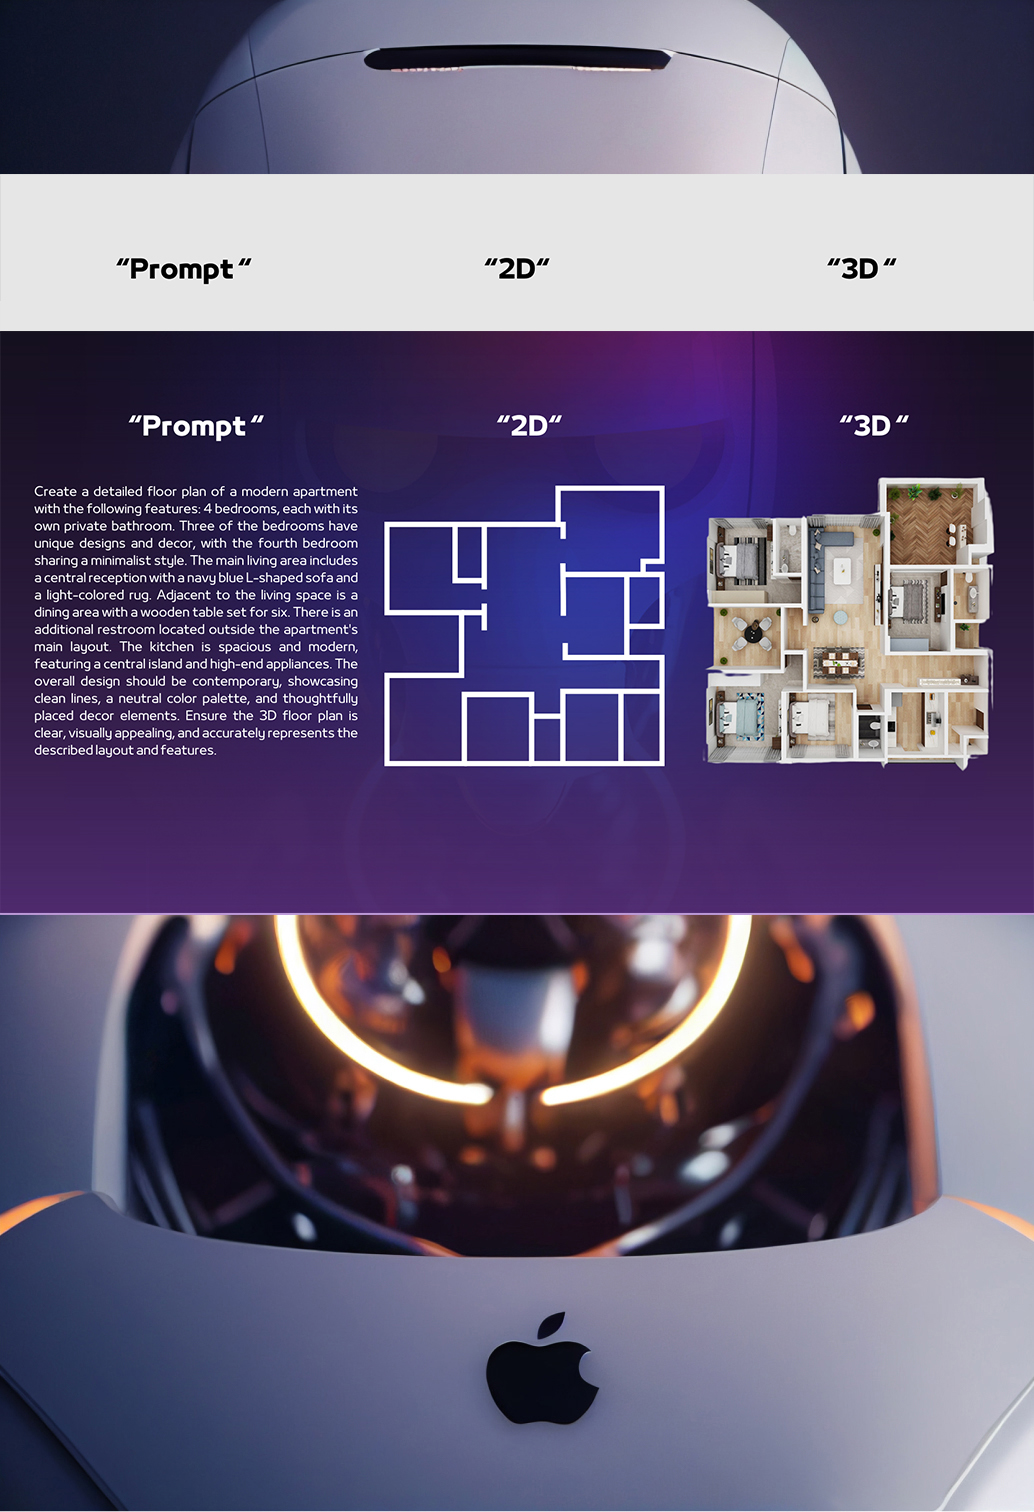 “Prompt “ “2D“ “3D “
“Prompt “ “2D“ “3D “
Create a detailed floor plan of a modern apartment
with the following features: 4 bedrooms, each with its
own private bathroom. Three of the bedrooms have
unique designs and decor, with the fourth bedroom
sharing a minimalist style. The main living area includes
a central reception with a navy blue L-shaped sofa and
a light-colored rug. Adjacent to the living space is a
dining area with a wooden table set for six. There is an
additional restroom located outside the apartment's
main layout. The kitchen is spacious and modern,
featuring a central island and high-end appliances. The
overall design should be contemporary, showcasing
clean lines, a neutral color palette, and thoughtfully
placed decor elements. Ensure the 3D floor plan is
clear, visually appealing, and accurately represents the
described layout and features.